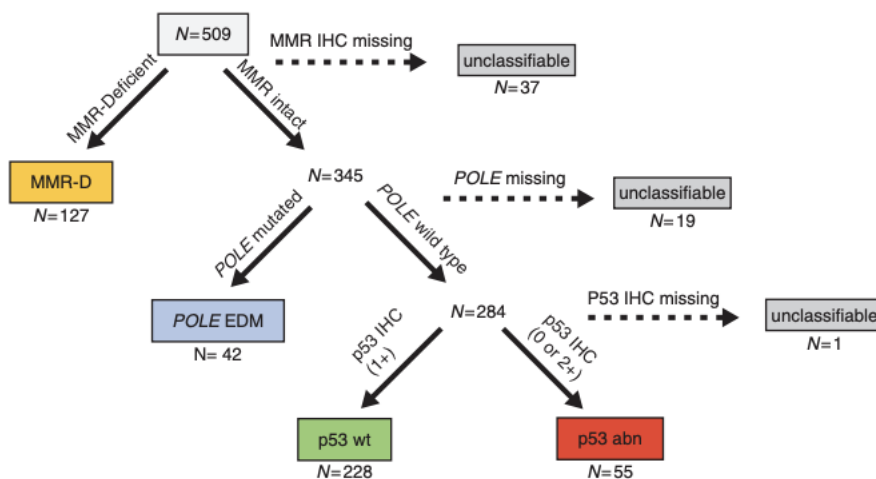 N=509
MMR IHC missing
unclassifiable
N=37
MMR-Deficient
MMR intact
MMR-D
N=127
N=345
POLE missing
unclassifiable
N=19
POLE mutated
POLE wild type
POLE EDM
N= 42
N=284
P53 IHC missing
unclassifiable
N=1
p53 IHC
(1+)
p53 IHC
(0 or 2+)
p53 wt
N=228
p53 abn
N=55